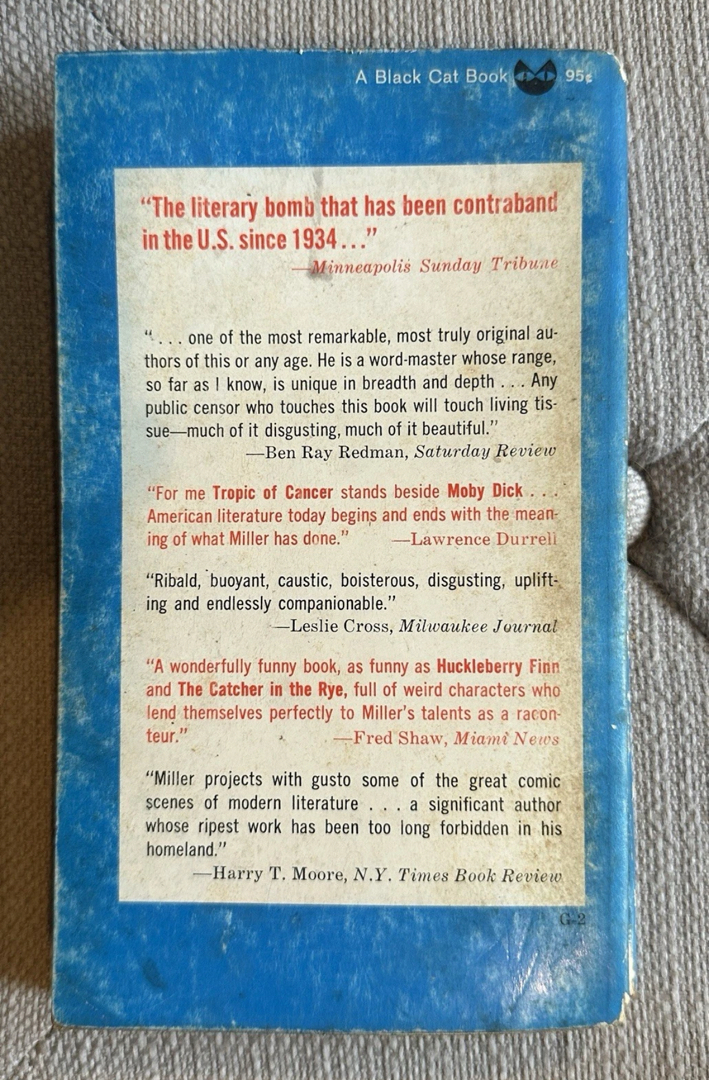 A Black Cat Book 95¢
“The literary bomb that has been contraband
in the U.S. since 1934...”
—Minneapolis Sunday Tribune
“. . . one of the most remarkable, most truly original au-
thors of this or any age. He is a word-master whose range,
so far as I know, is unique in breadth and depth . . . Any
public censor who touches this book will touch living tis-
sue—much of it disgusting, much of it beautiful.”
—Ben Ray Redman, Saturday Review
“For me Tropic of Cancer stands beside Moby Dick . . .
American literature today begins and ends with the mean-
ing of what Miller has done.” —Lawrence Durrell
“Ribald, buoyant, caustic, boisterous, disgusting, uplift-
ing and endlessly companionable.”
—Leslie Cross, Milwaukee Journal
“A wonderfully funny book, as funny as Huckleberry Finn
and The Catcher in the Rye, full of weird characters who
lend themselves perfectly to Miller’s talents as a racon-
teur.” —Fred Shaw, Miami News
“Miller projects with gusto some of the great comic
scenes of modern literature . . . a significant author
whose ripest work has been too long forbidden in his
homeland.”
—Harry T. Moore, N.Y. Times Book Review
G-2